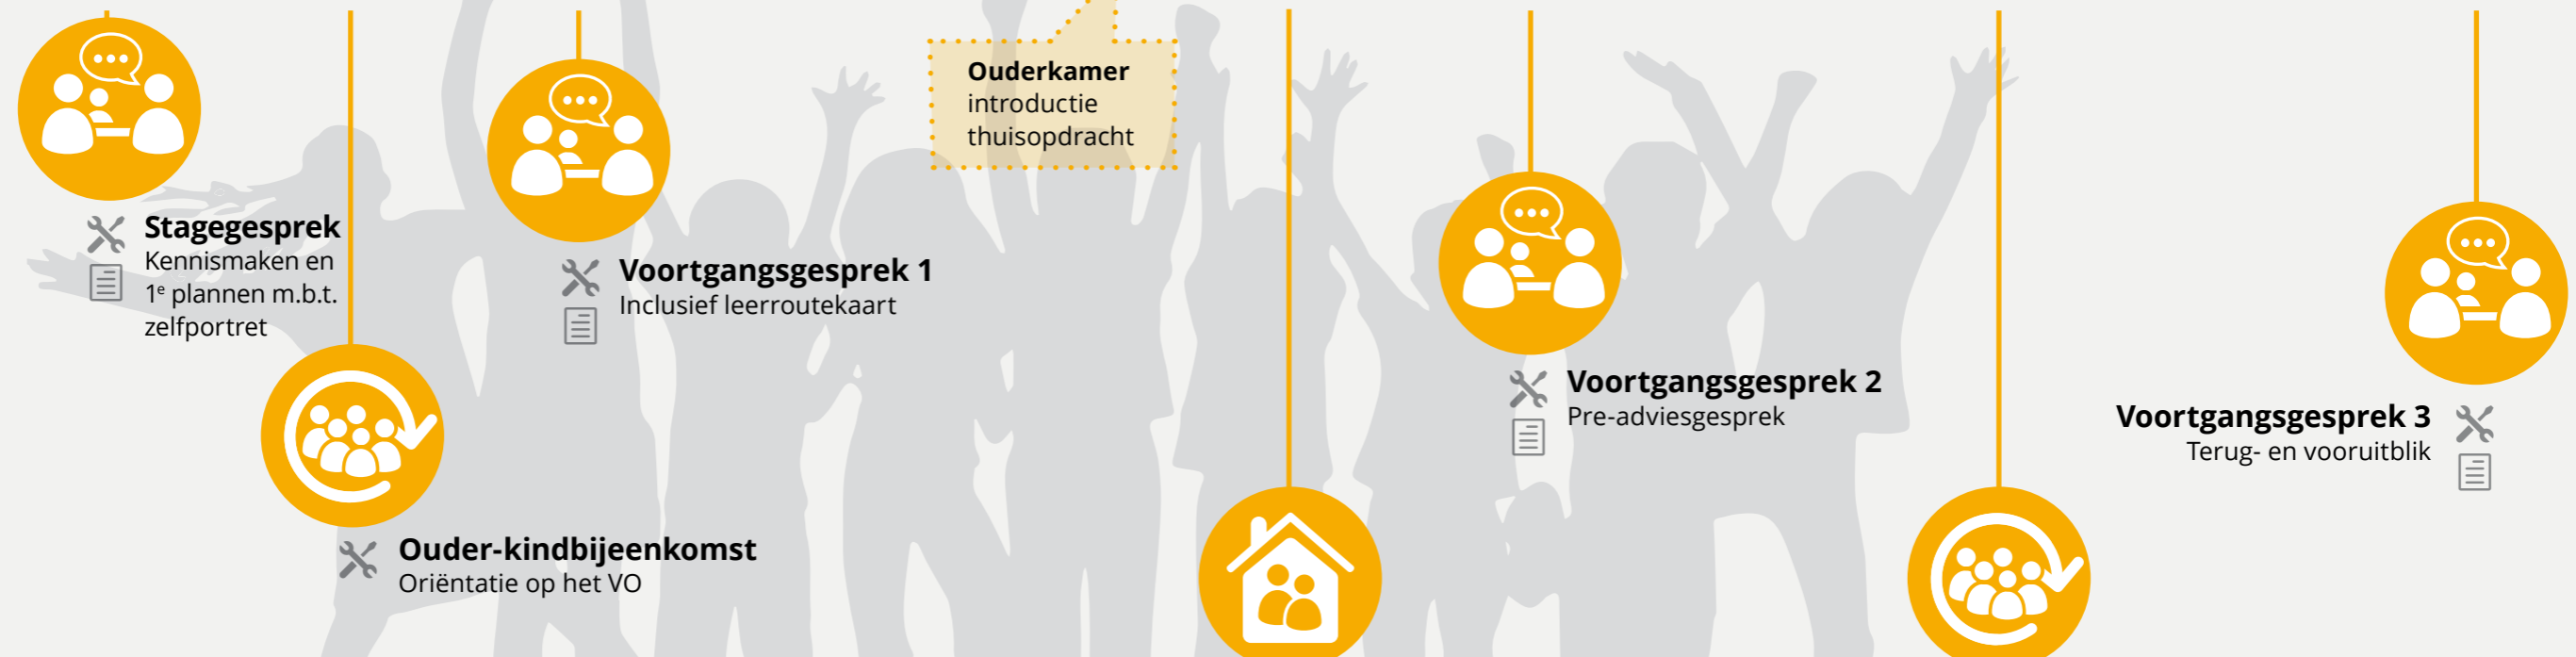 Stagegesprek
Kennismaken en
1e plannen m.b.t.
zelfportret
Ouder-kindbijeenkomst
Oriëntatie op het VO
Voortgangsgesprek 1
Inclusief leerroutekaart
Ouderkamer
introductie
thuisopdracht
Voortgangsgesprek 2
Pre-adviesgesprek
Voortgangsgesprek 3
Terug- en vooruitblik